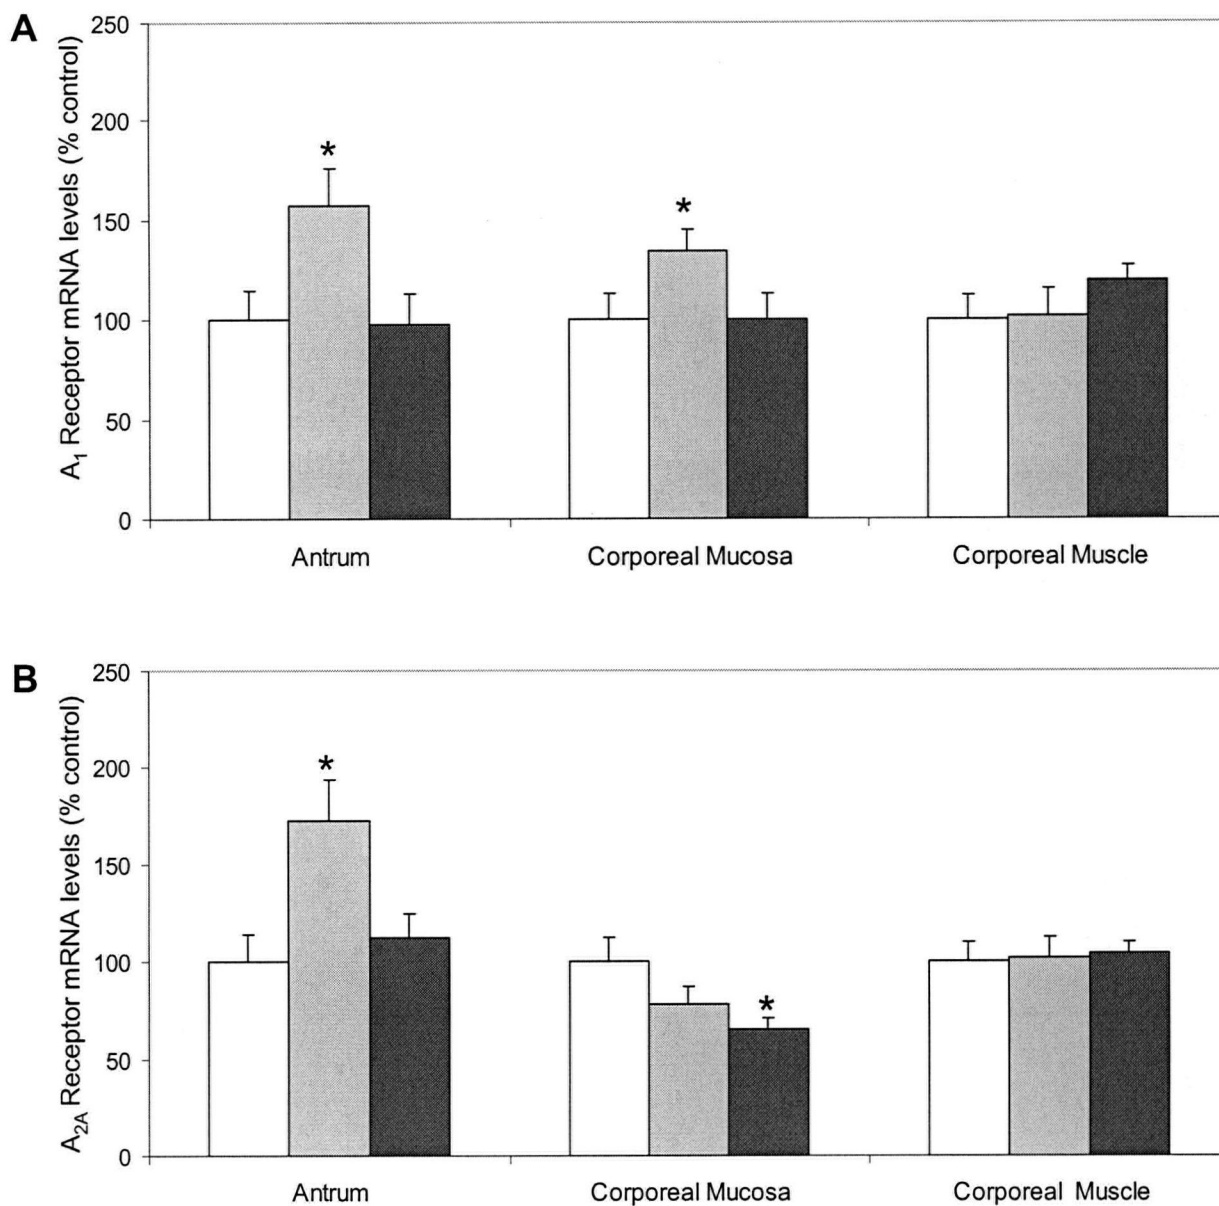 A
A1 Receptor mRNA levels (% control)
250
200
150
100
50
0
*
*
Antrum
Corporeal Mucosa
Corporeal Muscle
B
A2A Receptor mRNA levels (% control)
250
200
150
100
50
0
*
*
Antrum
Corporeal Mucosa
Corporeal Muscle